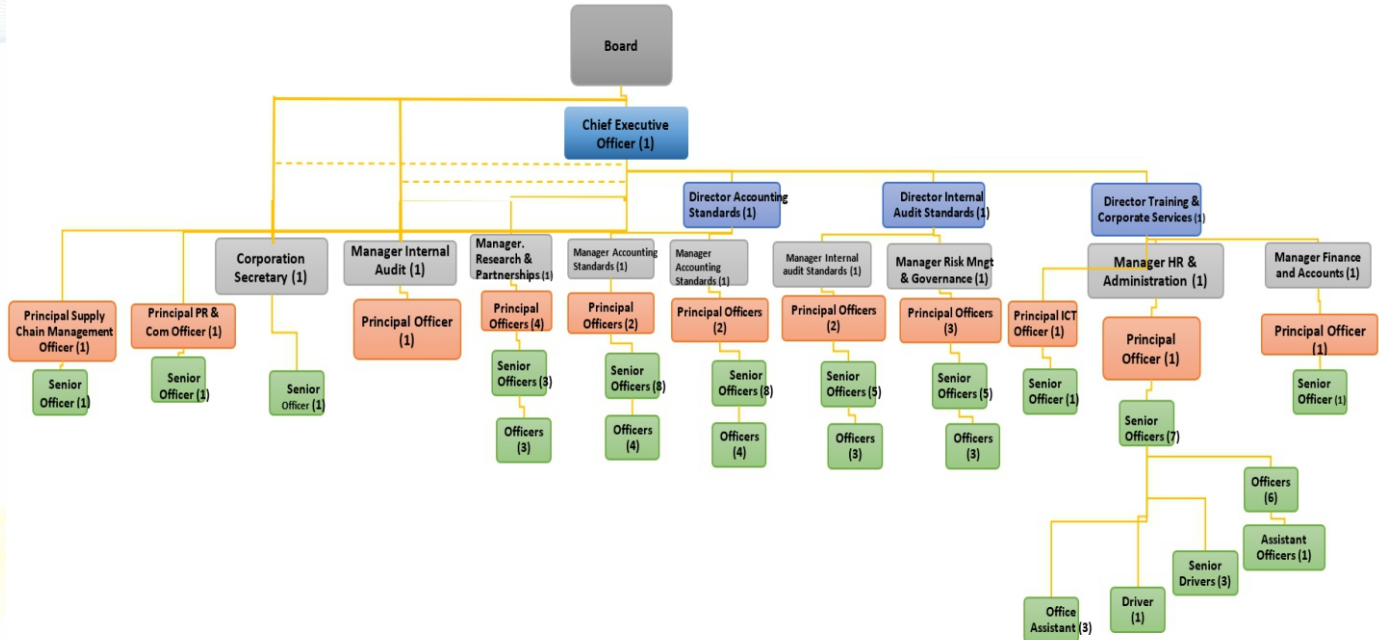 Board
Chief Executive
Officer (1)
Director Accounting
Standards (1)
Director Internal
Audit Standards (1)
Director Training &
Corporate Services (1)
Corporation
Secretary (1)
Manager Internal
Audit (1)
Manager.
Research &
Partnerships (1)
Manager Accounting
Standards (1)
Manager
Accounting
Standards (1)
Manager Internal
audit Standards (1)
Manager Risk Mngt
& Governance (1)
Manager HR &
Administration (1)
Manager Finance
and Accounts (1)
Principal Supply
Chain Management
Officer (1)
Principal PR &
Com Officer (1)
Principal Officer
(1)
Principal
Officers (4)
Principal
Officers (2)
Principal Officers
(2)
Principal Officers
(2)
Principal Officers
(3)
Principal ICT
Officer (1)
Principal
Officer (1)
Principal Officer
(1)
Senior
Officer (1)
Senior
Officer (1)
Senior
Officer (1)
Senior
Officers (3)
Senior
Officers (8)
Senior
Officers (8)
Senior
Officers (5)
Senior
Officers (5)
Senior
Officer (1)
Senior
Officers (7)
Senior
Officer (1)
Officers
(3)
Officers
(4)
Officers
(4)
Officers
(3)
Officers
(3)
Officers
(6)
Assistant
Officers (1)
Senior
Drivers (3)
Driver
(1)
Office
Assistant (3)